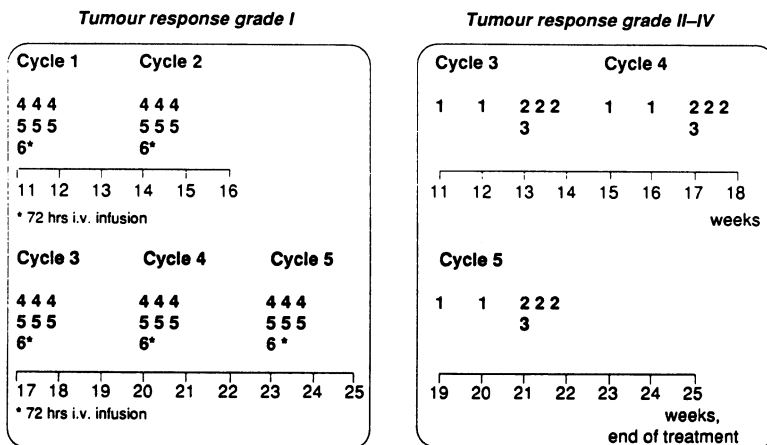 Tumour response grade I
Cycle 1 Cycle 2
4 4 4 4 4 4
5 5 5 5 5 5
6* 6*
11 12 13 14 15 16
* 72 hrs i.v. infusion
Cycle 3 Cycle 4 Cycle 5
4 4 4 4 4 4 4 4 4
5 5 5 5 5 5 5 5 5
6* 6* 6 *
17 18 19 20 21 22 23 24 25
* 72 hrs i.v. infusion
Tumour response grade II–IV
Cycle 3 Cycle 4
1 1 2 2 2 1 1 2 2 2
3 3
11 12 13 14 15 16 17 18
weeks
Cycle 5
1 1 2 2 2
3
19 20 21 22 23 24 25
weeks,
end of treatment